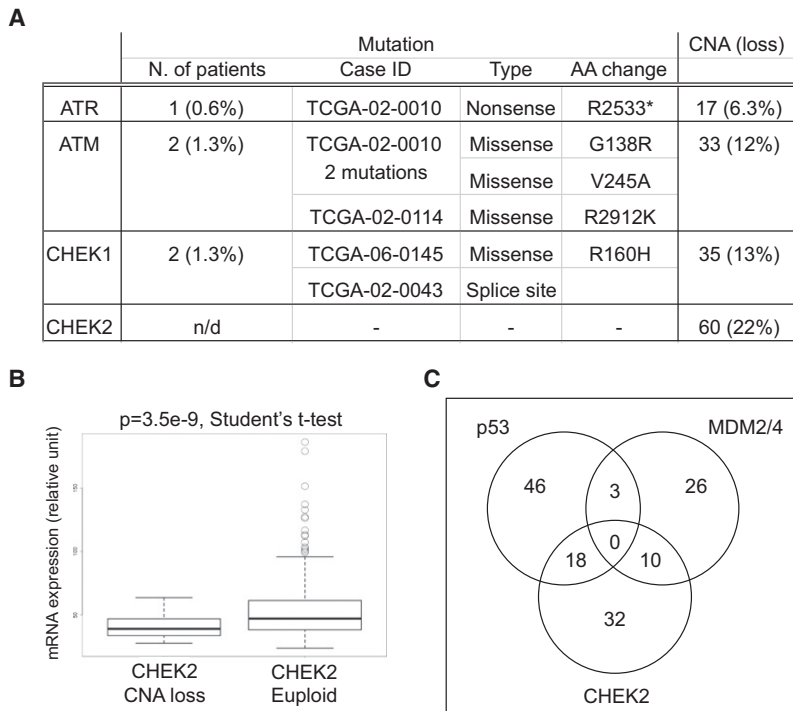 A
Mutation CNA (loss)
N. of patients Case ID Type AA change
ATR 1 (0.6%) TCGA-02-0010 Nonsense R2533* 17 (6.3%)
ATM 2 (1.3%) TCGA-02-0010 Missense G138R 33 (12%)
2 mutations Missense V245A
TCGA-02-0114 Missense R2912K
CHEK1 2 (1.3%) TCGA-06-0145 Missense R160H 35 (13%)
TCGA-02-0043 Splice site
CHEK2 n/d - - - 60 (22%)
B
p=3.5e-9, Student's t-test
mRNA expression (relative unit)
150
100
50
CHEK2
CNA loss
CHEK2
Euploid
C
p53 MDM2/4
46 3 26
0
18 10
32
CHEK2